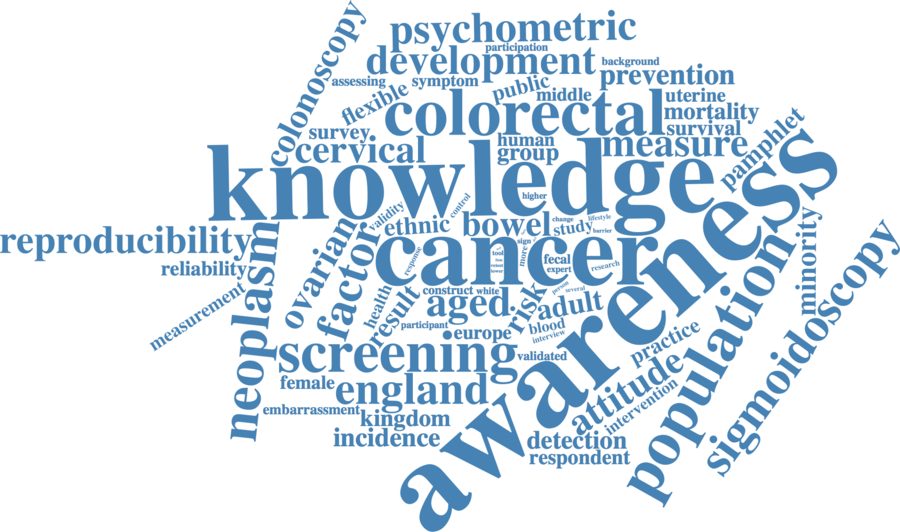 colonoscopy
psychometric
participation
development
background
assessing
symptom
public
prevention
flexible
middle
uterine
colorectal
mortality
survey
human
survival
pamphlet
cervical
group
measure
knowledge
awareness
higher
control
validity
ethnic
bowel
change
lifestyle
study
barrier
reproducibility
neoplasm
ovarian
factor
cancer
sign
more
tool
reliability
response
fecal
expert
research
lower
minority
sigmoidoscopy
measurement
health
result
construct
white
person
several
aged
risk
adult
population
participant
europe
blood
interview
practice
screening
validated
attitude
female
england
intervention
embarrassment
kingdom
incidence
detection
respondent